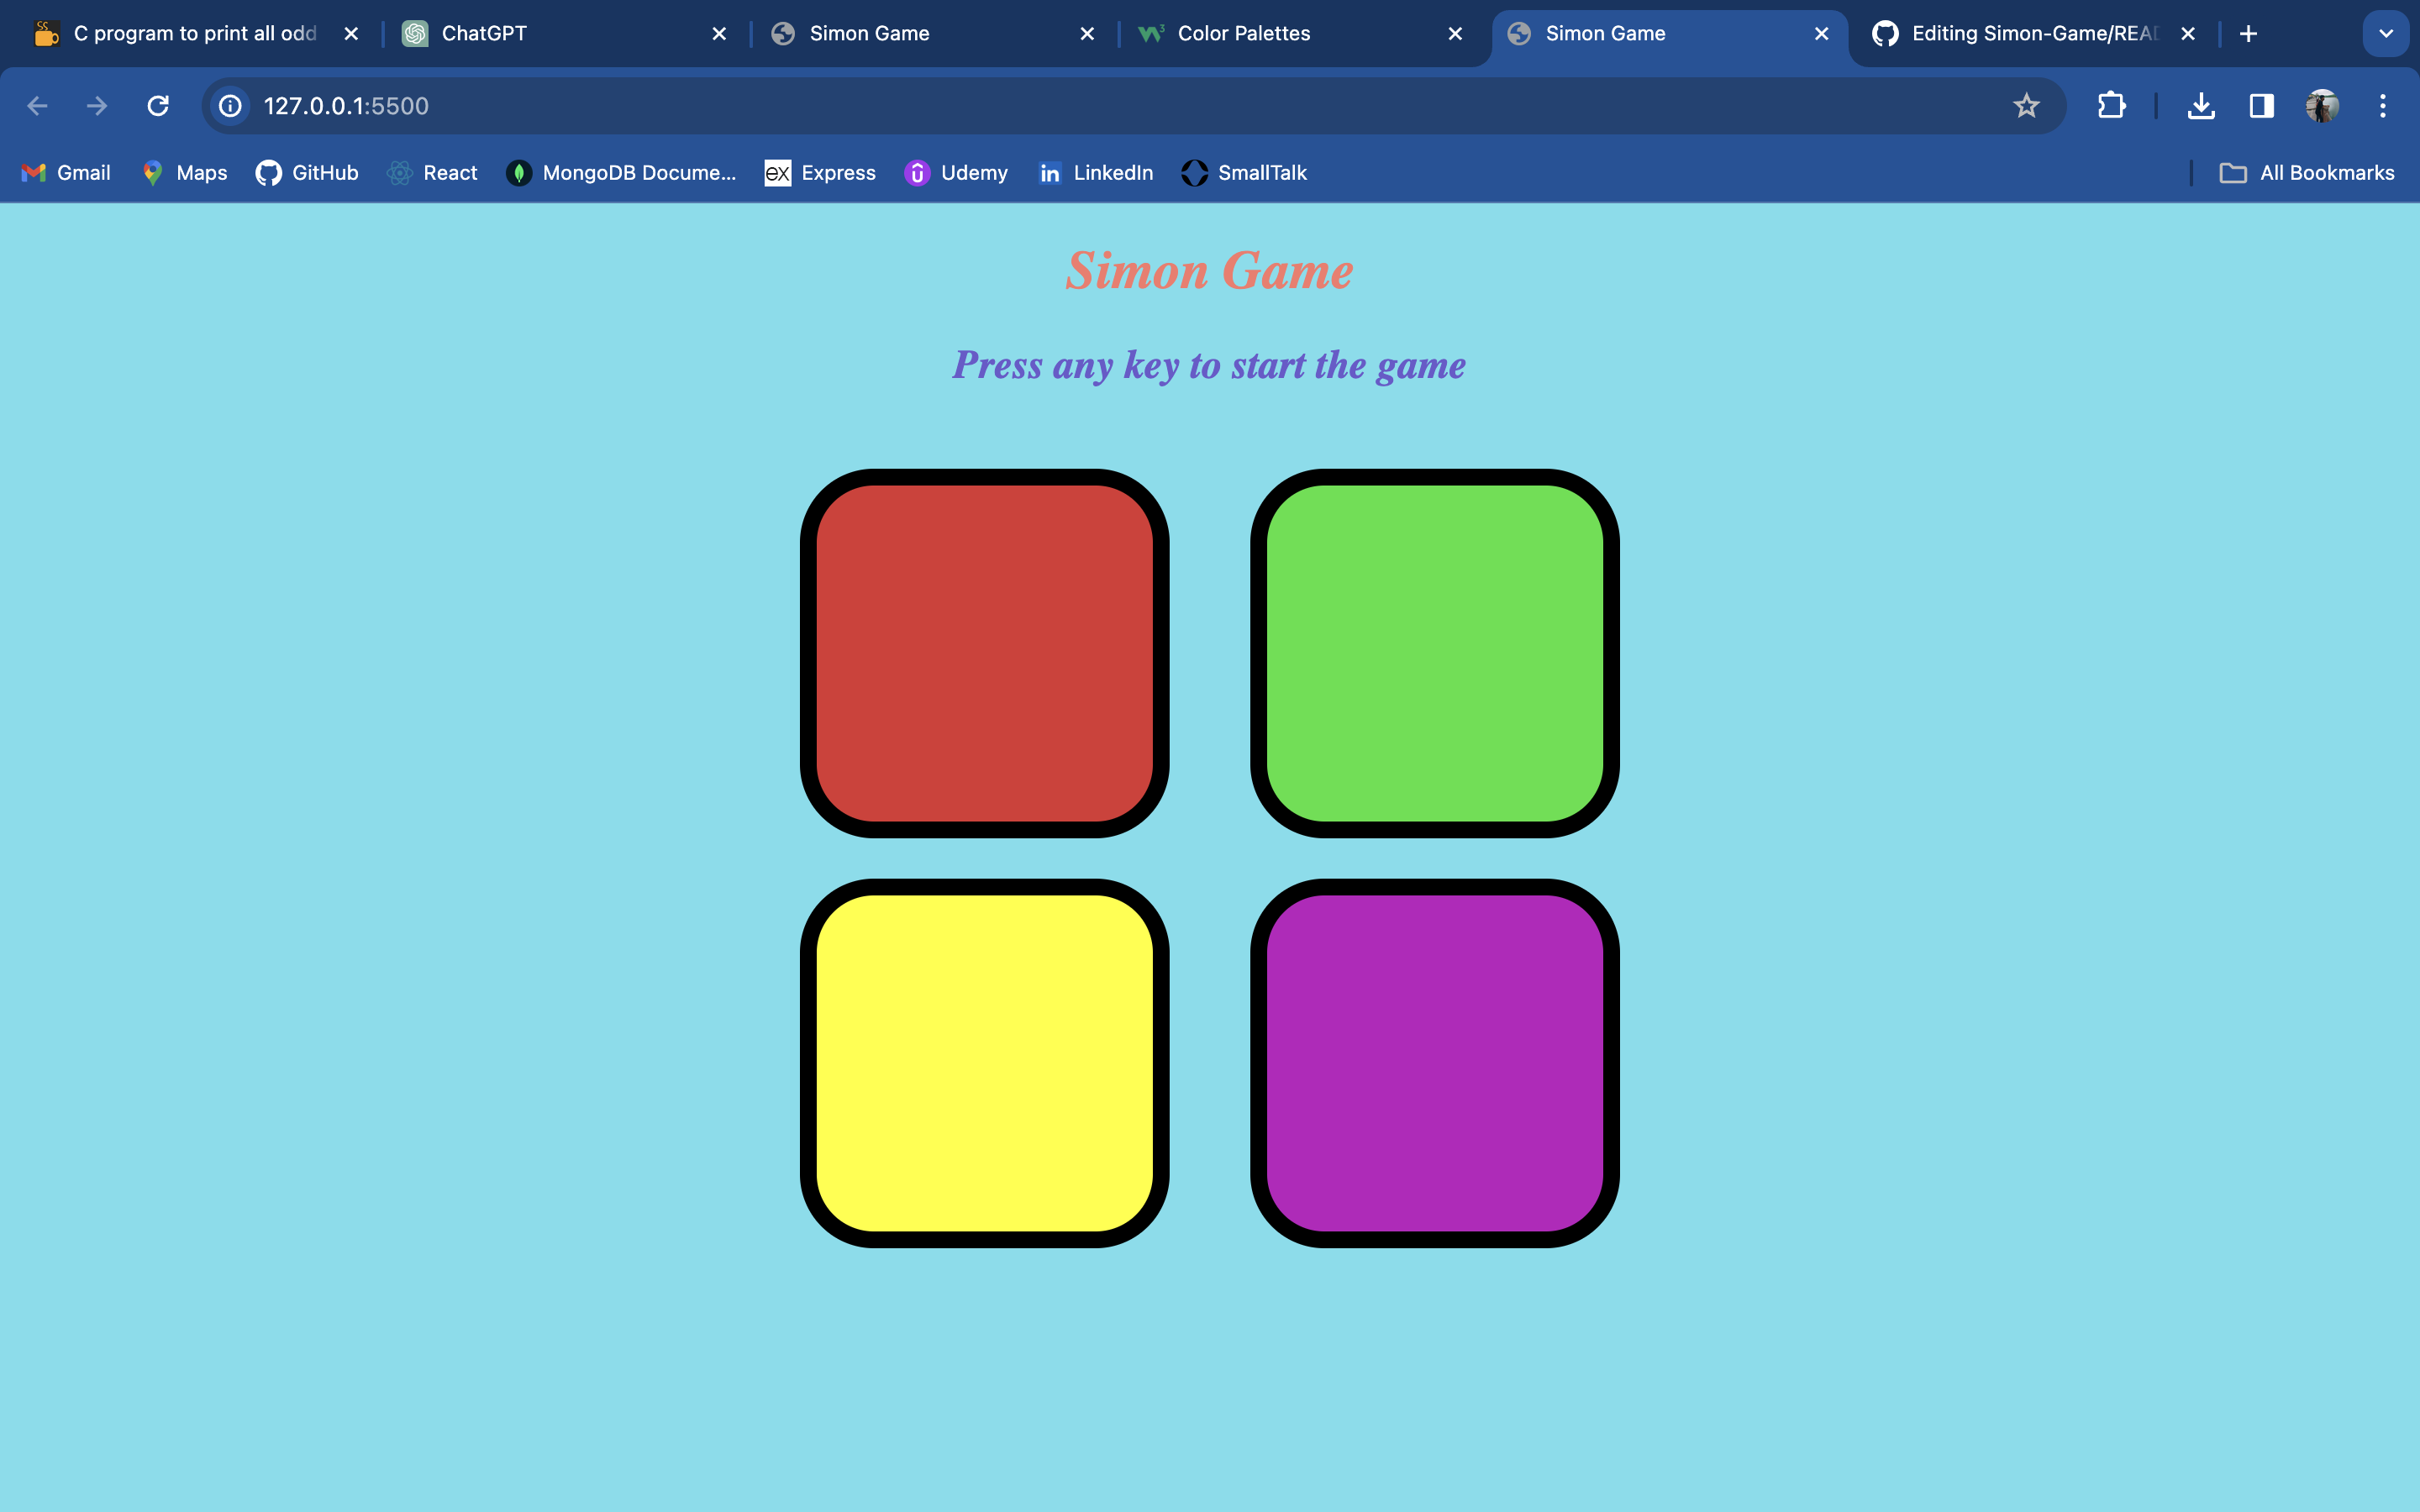 C program to print all odd
ChatGPT
Simon Game
Color Palettes
Simon Game
Editing Simon-Game/REA
127.0.0.1:5500
Gmail
Maps
GitHub
React
MongoDB Docume...
ex Express
Udemy
in LinkedIn
SmallTalk
All Bookmarks
Simon Game
Press any key to start the game